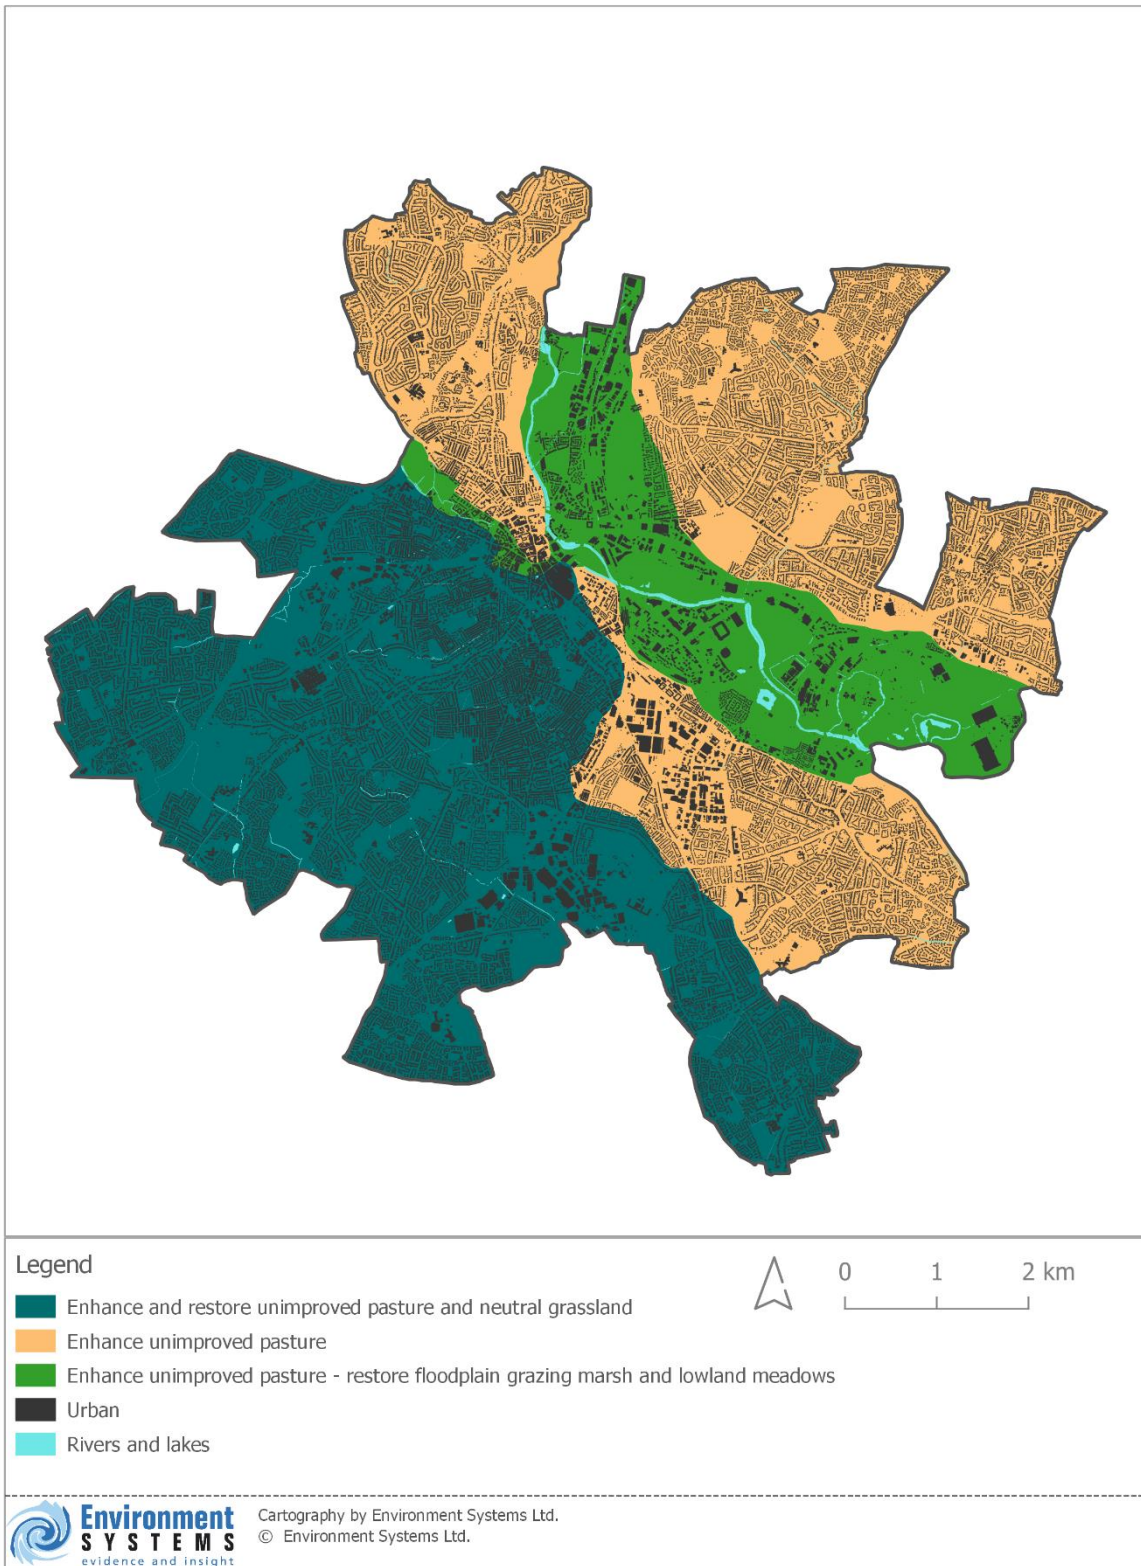 Legend
0 1 2 km
Enhance and restore unimproved pasture and neutral grassland
Enhance unimproved pasture
Enhance unimproved pasture - restore floodplain grazing marsh and lowland meadows
Urban
Rivers and lakes
Environment
SYSTEMS
evidence and insight
Cartography by Environment Systems Ltd.
© Environment Systems Ltd.